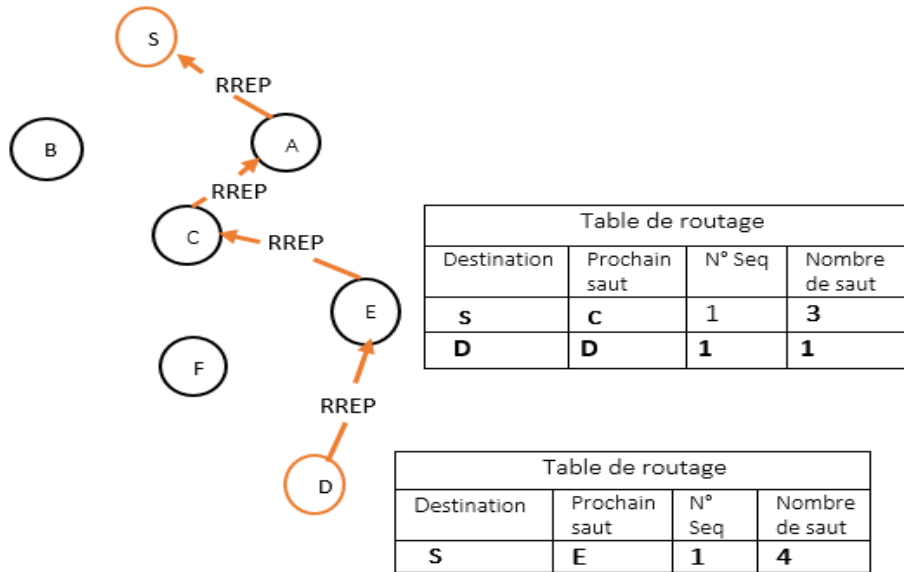 S
RREP
B
A
RREP
C
RREP
Table de routage
Destination Prochain saut N° Seq Nombre de saut
S C 1 3
D D 1 1
E
F
RREP
D
Table de routage
Destination Prochain saut N° Seq Nombre de saut
S E 1 4